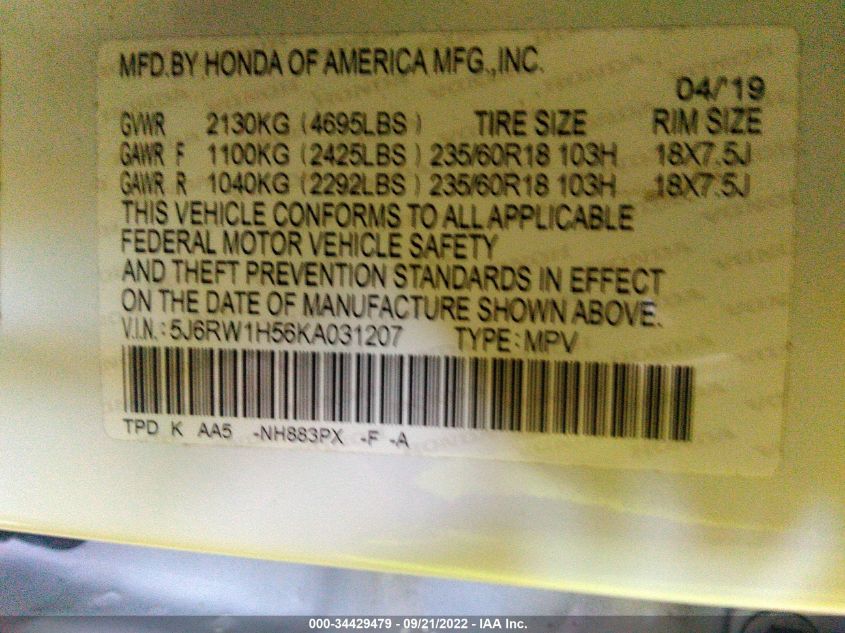 MFD.BY HONDA OF AMERICA MFG.,INC.
04/'19
GVWR 2130KG (4695LBS) TIRE SIZE RIM SIZE
GAWR F 1100KG (2425LBS) 235/60R18 103H 18X7.5J
GAWR R 1040KG (2292LBS) 235/60R18 103H 18X7.5J
THIS VEHICLE CONFORMS TO ALL APPLICABLE
FEDERAL MOTOR VEHICLE SAFETY
AND THEFT PREVENTION STANDARDS IN EFFECT
ON THE DATE OF MANUFACTURE SHOWN ABOVE.
V.I.N.: 5J6RW1H56KA031207 TYPE: MPV
TPD K AA5 -NH883PX -F -A
000-34429479 - 09/21/2022 - IAA Inc.